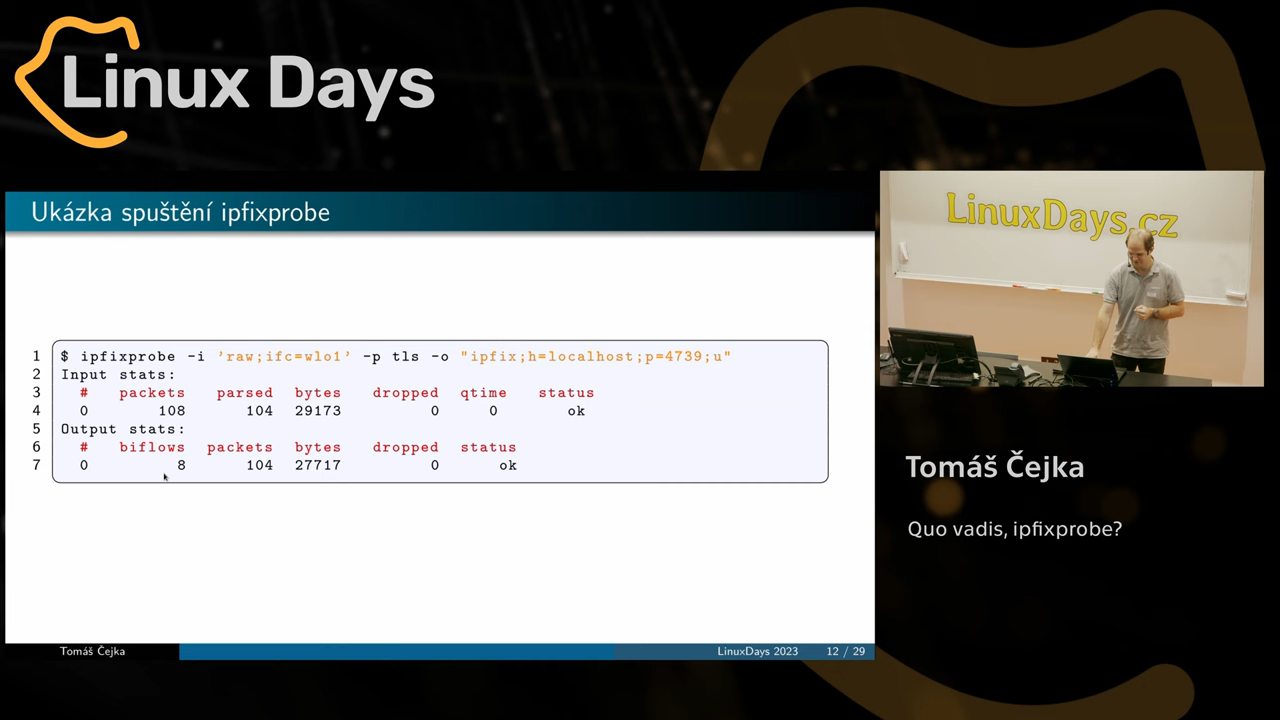 Linux Days
Ukázka spuštění ipfixprobe
1 $ ipfixprobe -i 'raw;ifc=wlo1' -p tls -o "ipfix;h=localhost;p=4739;u"
2 Input stats:
3 # packets parsed bytes dropped qtime status
4 0 108 104 29173 0 0 ok
5 Output stats:
6 # biflows packets bytes dropped status
7 0 8 104 27717 0 ok
Tomáš Čejka LinuxDays 2023 12 / 29
LinuxDays.cz
Tomáš Čejka
Quo vadis, ipfixprobe?